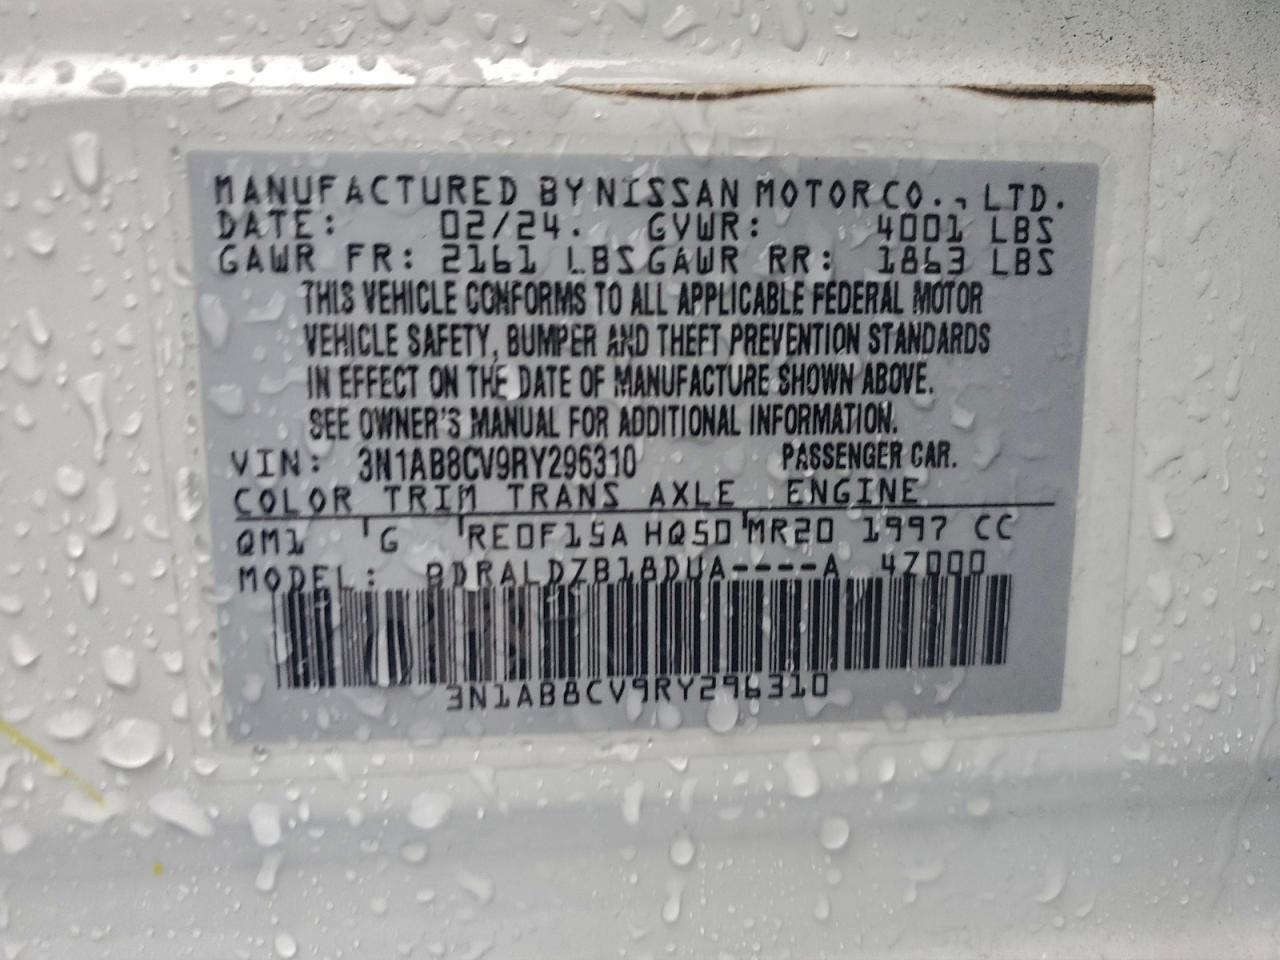 MANUFACTURED BY NISSAN MOTOR CO., LTD.
DATE: 02/24. GVWR: 4001 LBS
GAWR FR: 2161 LBS GAWR RR: 1863 LBS
THIS VEHICLE CONFORMS TO ALL APPLICABLE FEDERAL MOTOR
VEHICLE SAFETY, BUMPER AND THEFT PREVENTION STANDARDS
IN EFFECT ON THE DATE OF MANUFACTURE SHOWN ABOVE.
SEE OWNER'S MANUAL FOR ADDITIONAL INFORMATION.
VIN: 3N1AB8CV9RY296310 PASSENGER CAR.
COLOR TRIM TRANS AXLE ENGINE
QM1 G RE0F15A HQ50 MR20 1997 CC
MODEL: BDRALDZB18DUA----A 47000
3N1AB8CV9RY296310